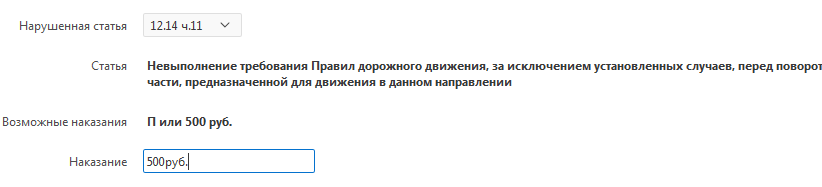 Нарушенная статья 12.14 ч.11
Статья Невыполнение требования Правил дорожного движения, за исключением установленных случаев, перед поворот
части, предназначенной для движения в данном направлении
Возможные наказания П или 500 руб.
Наказание 500руб.